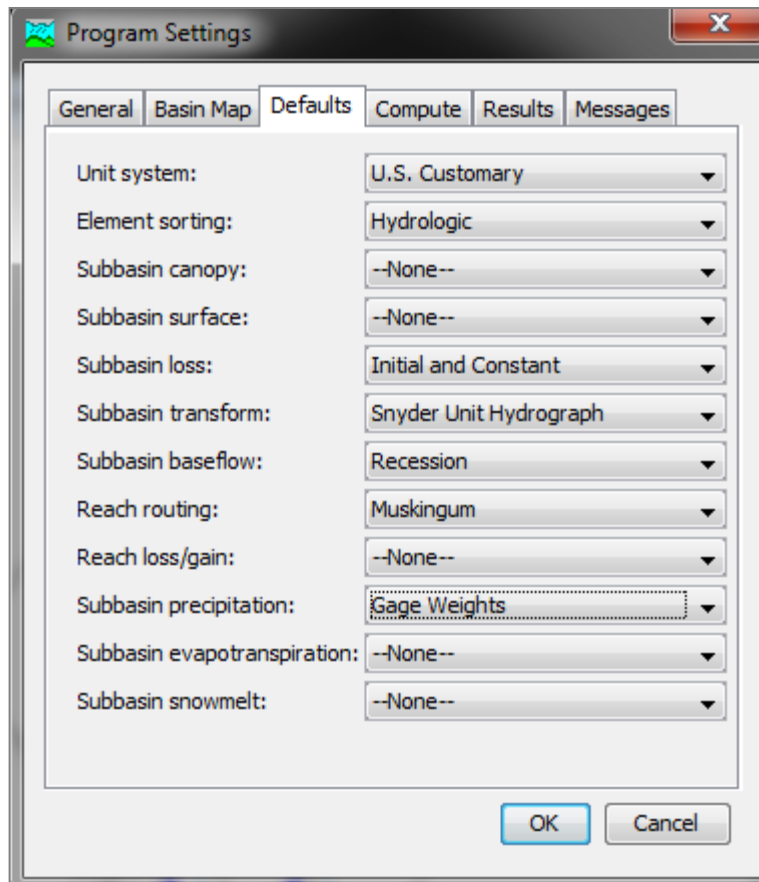 Program Settings
General Basin Map Defaults Compute Results Messages
Unit system: U.S. Customary
Element sorting: Hydrologic
Subbasin canopy: --None--
Subbasin surface: --None--
Subbasin loss: Initial and Constant
Subbasin transform: Snyder Unit Hydrograph
Subbasin baseflow: Recession
Reach routing: Muskingum
Reach loss/gain: --None--
Subbasin precipitation: Gage Weights
Subbasin evapotranspiration: --None--
Subbasin snowmelt: --None--
OK Cancel